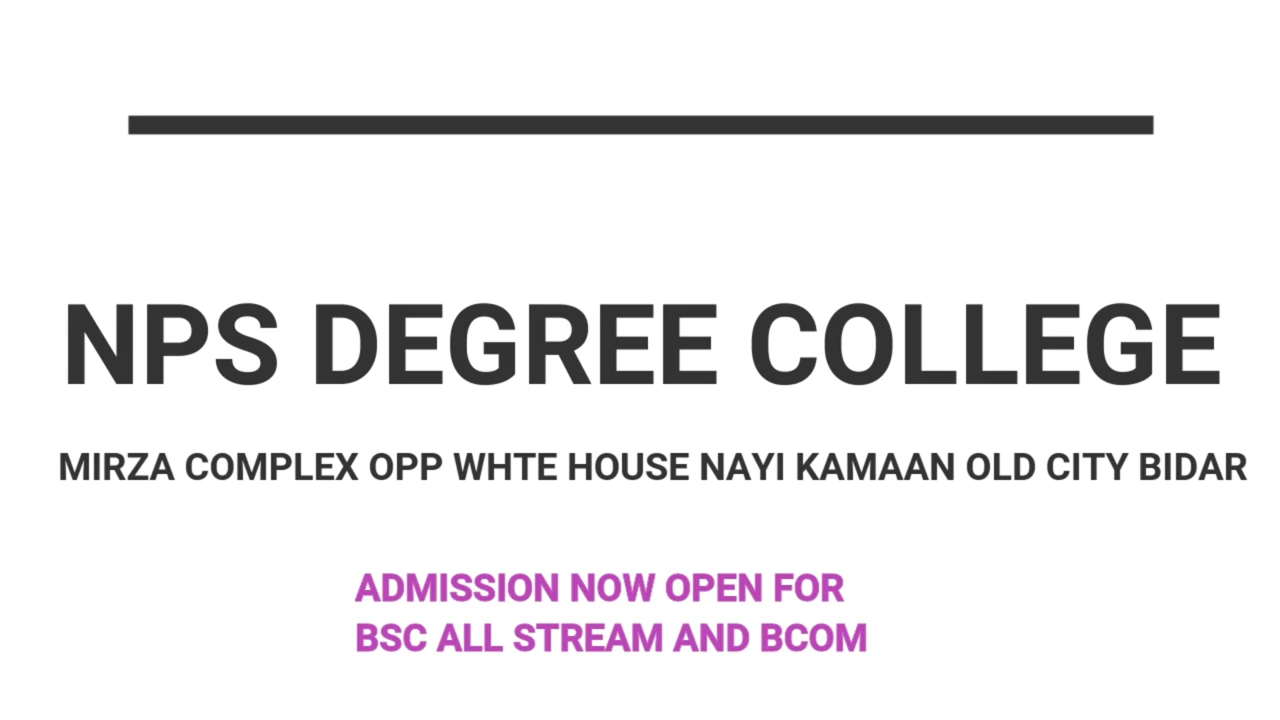 NPS DEGREE COLLEGE
MIRZA COMPLEX OPP WHTE HOUSE NAYI KAMAAN OLD CITY BIDAR
ADMISSION NOW OPEN FOR
BSC ALL STREAM AND BCOM